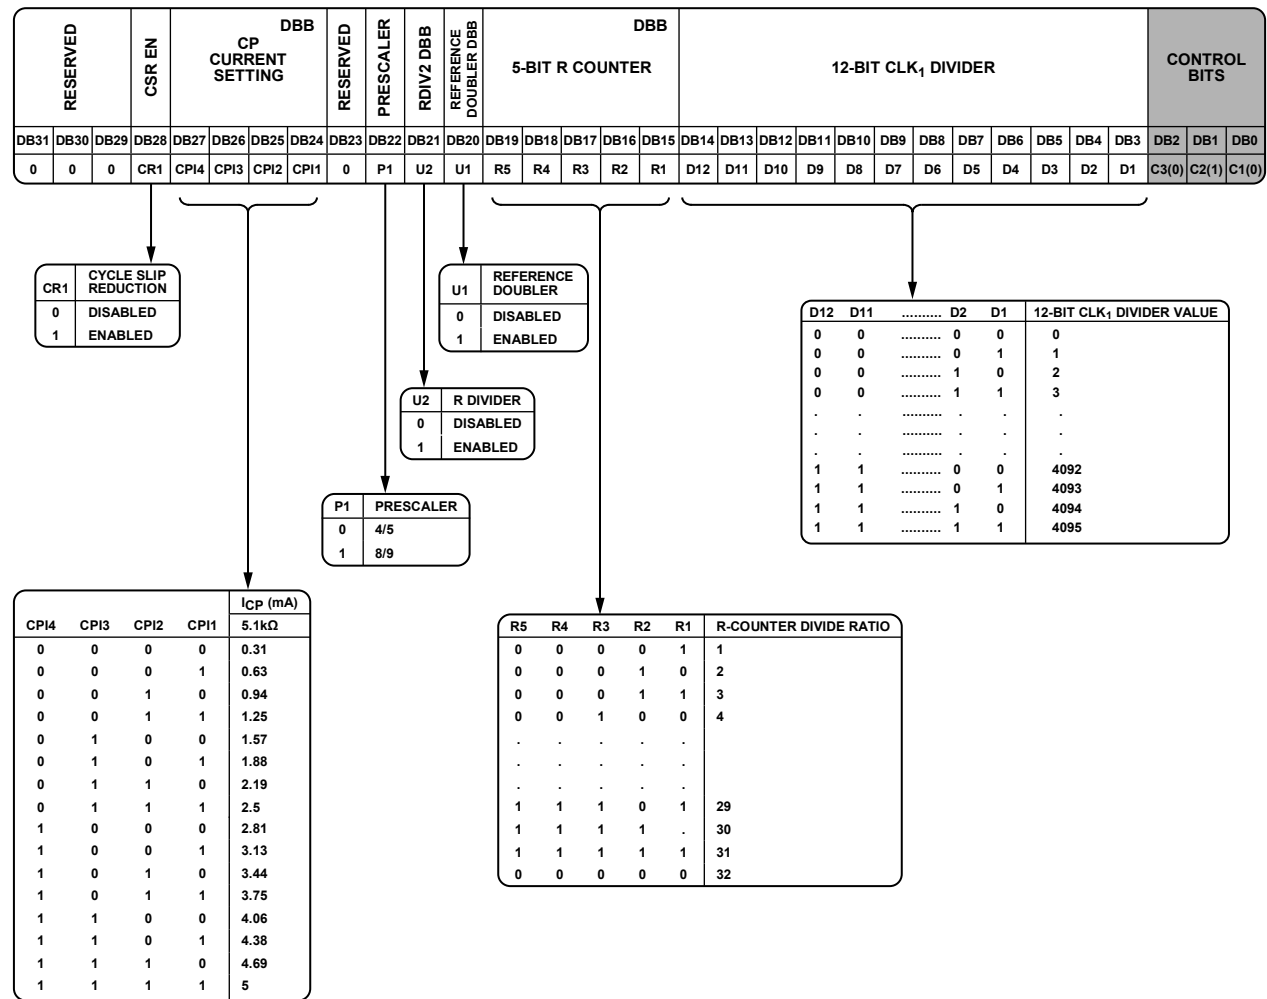 RESERVED
CSR EN
CP CURRENT SETTING
DBB
RESERVED
PRESCALER
RDIV2 DBB
REFERENCE DOUBLER DBB
5-BIT R COUNTER
DBB
12-BIT CLK1 DIVIDER
CONTROL BITS
DB31 DB30 DB29 DB28 DB27 DB26 DB25 DB24 DB23 DB22 DB21 DB20 DB19 DB18 DB17 DB16 DB15 DB14 DB13 DB12 DB11 DB10 DB9 DB8 DB7 DB6 DB5 DB4 DB3 DB2 DB1 DB0
0 0 0 CR1 CPI4 CPI3 CPI2 CPI1 0 P1 U2 U1 R5 R4 R3 R2 R1 D12 D11 D10 D9 D8 D7 D6 D5 D4 D3 D2 D1 C3(0) C2(1) C1(0)
CR1 CYCLE SLIP REDUCTION
0 DISABLED
1 ENABLED
U1 REFERENCE DOUBLER
0 DISABLED
1 ENABLED
U2 R DIVIDER
0 DISABLED
1 ENABLED
P1 PRESCALER
0 4/5
1 8/9
D12 D11 .......... D2 D1 12-BIT CLK1 DIVIDER VALUE
0 0 .......... 0 0 0
0 0 .......... 0 1 1
0 0 .......... 1 0 2
0 0 .......... 1 1 3
. . .......... . . .
. . .......... . . .
. . .......... . . .
1 1 .......... 0 0 4092
1 1 .......... 0 1 4093
1 1 .......... 1 0 4094
1 1 .......... 1 1 4095
ICP (mA)
CPI4 CPI3 CPI2 CPI1 5.1kΩ
0 0 0 0 0.31
0 0 0 1 0.63
0 0 1 0 0.94
0 0 1 1 1.25
0 1 0 0 1.57
0 1 0 1 1.88
0 1 1 0 2.19
0 1 1 1 2.5
1 0 0 0 2.81
1 0 0 1 3.13
1 0 1 0 3.44
1 0 1 1 3.75
1 1 0 0 4.06
1 1 0 1 4.38
1 1 1 0 4.69
1 1 1 1 5
R5 R4 R3 R2 R1 R-COUNTER DIVIDE RATIO
0 0 0 0 1 1
0 0 0 1 0 2
0 0 0 1 1 3
0 0 1 0 0 4
. . . . .
. . . . .
. . . . .
1 1 1 0 1 29
1 1 1 1 . 30
1 1 1 1 1 31
0 0 0 0 0 32